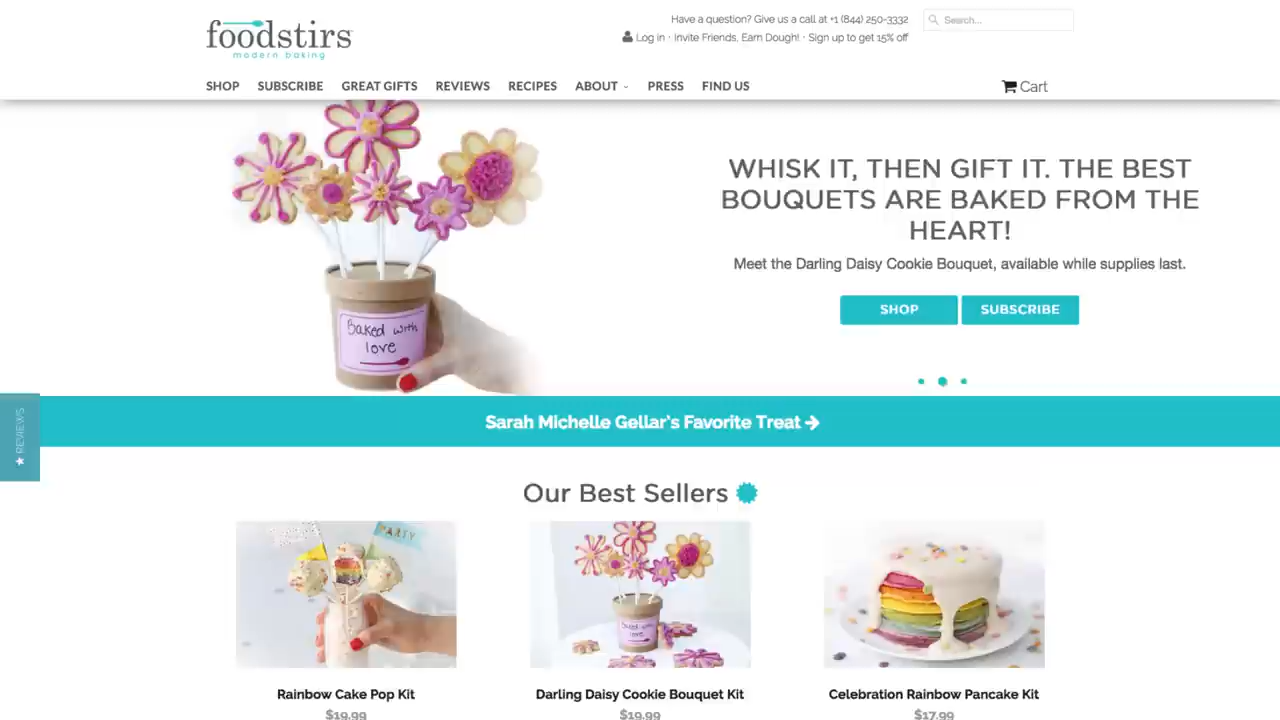 foodstirs
modern baking
Have a question? Give us a call at +1 (844) 250-3332
Search...
Log in · Invite Friends, Earn Dough! · Sign up to get 15% off
SHOP SUBSCRIBE GREAT GIFTS REVIEWS RECIPES ABOUT PRESS FIND US
Cart
WHISK IT, THEN GIFT IT. THE BEST
BOUQUETS ARE BAKED FROM THE
HEART!
Meet the Darling Daisy Cookie Bouquet, available while supplies last.
SHOP SUBSCRIBE
Baked with
love
★ REVIEWS
Sarah Michelle Gellar's Favorite Treat →
Our Best Sellers
PARTY
Baked with
love
Rainbow Cake Pop Kit
$19.99
Darling Daisy Cookie Bouquet Kit
$19.99
Celebration Rainbow Pancake Kit
$17.99